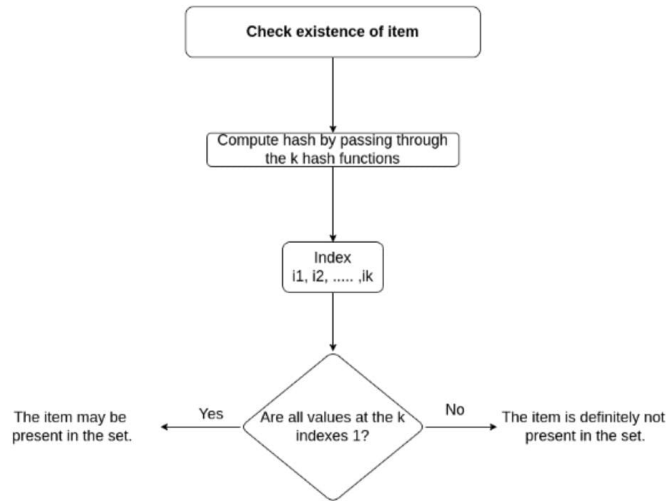 Check existence of item
Compute hash by passing through
the k hash functions
Index
i1, i2, ..... ,ik
Are all values at the k
indexes 1?
Yes
The item may be
present in the set.
No
The item is definitely not
present in the set.